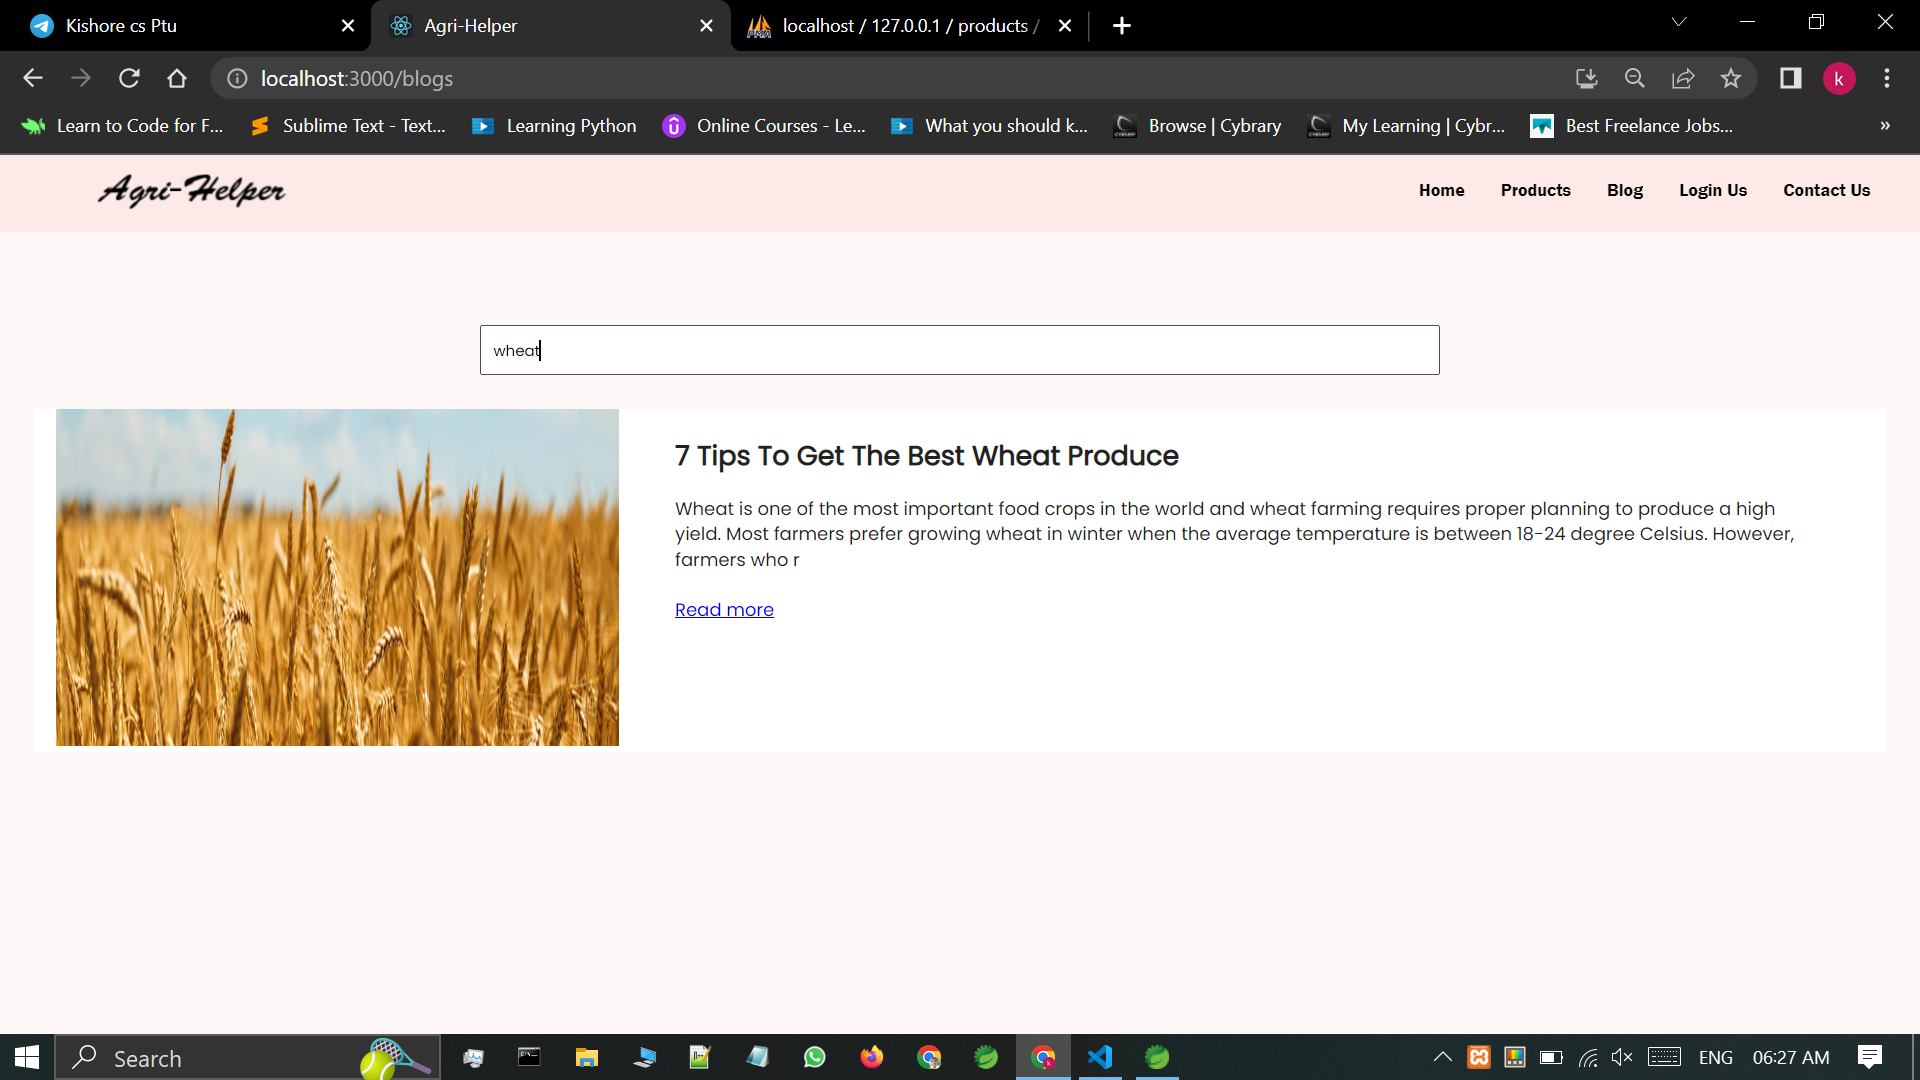 Kishore cs Ptu
Agri-Helper
localhost / 127.0.0.1 / products /
localhost:3000/blogs
k
Learn to Code for F...
Sublime Text - Text...
Learning Python
Online Courses - Le...
What you should k...
Browse | Cybrary
My Learning | Cybr...
Best Freelance Jobs...
»
Agri-Helper
Home
Products
Blog
Login Us
Contact Us
wheat
7 Tips To Get The Best Wheat Produce
Wheat is one of the most important food crops in the world and wheat farming requires proper planning to produce a high
yield. Most farmers prefer growing wheat in winter when the average temperature is between 18-24 degree Celsius. However,
farmers who r
Read more
Search
ENG
06:27 AM